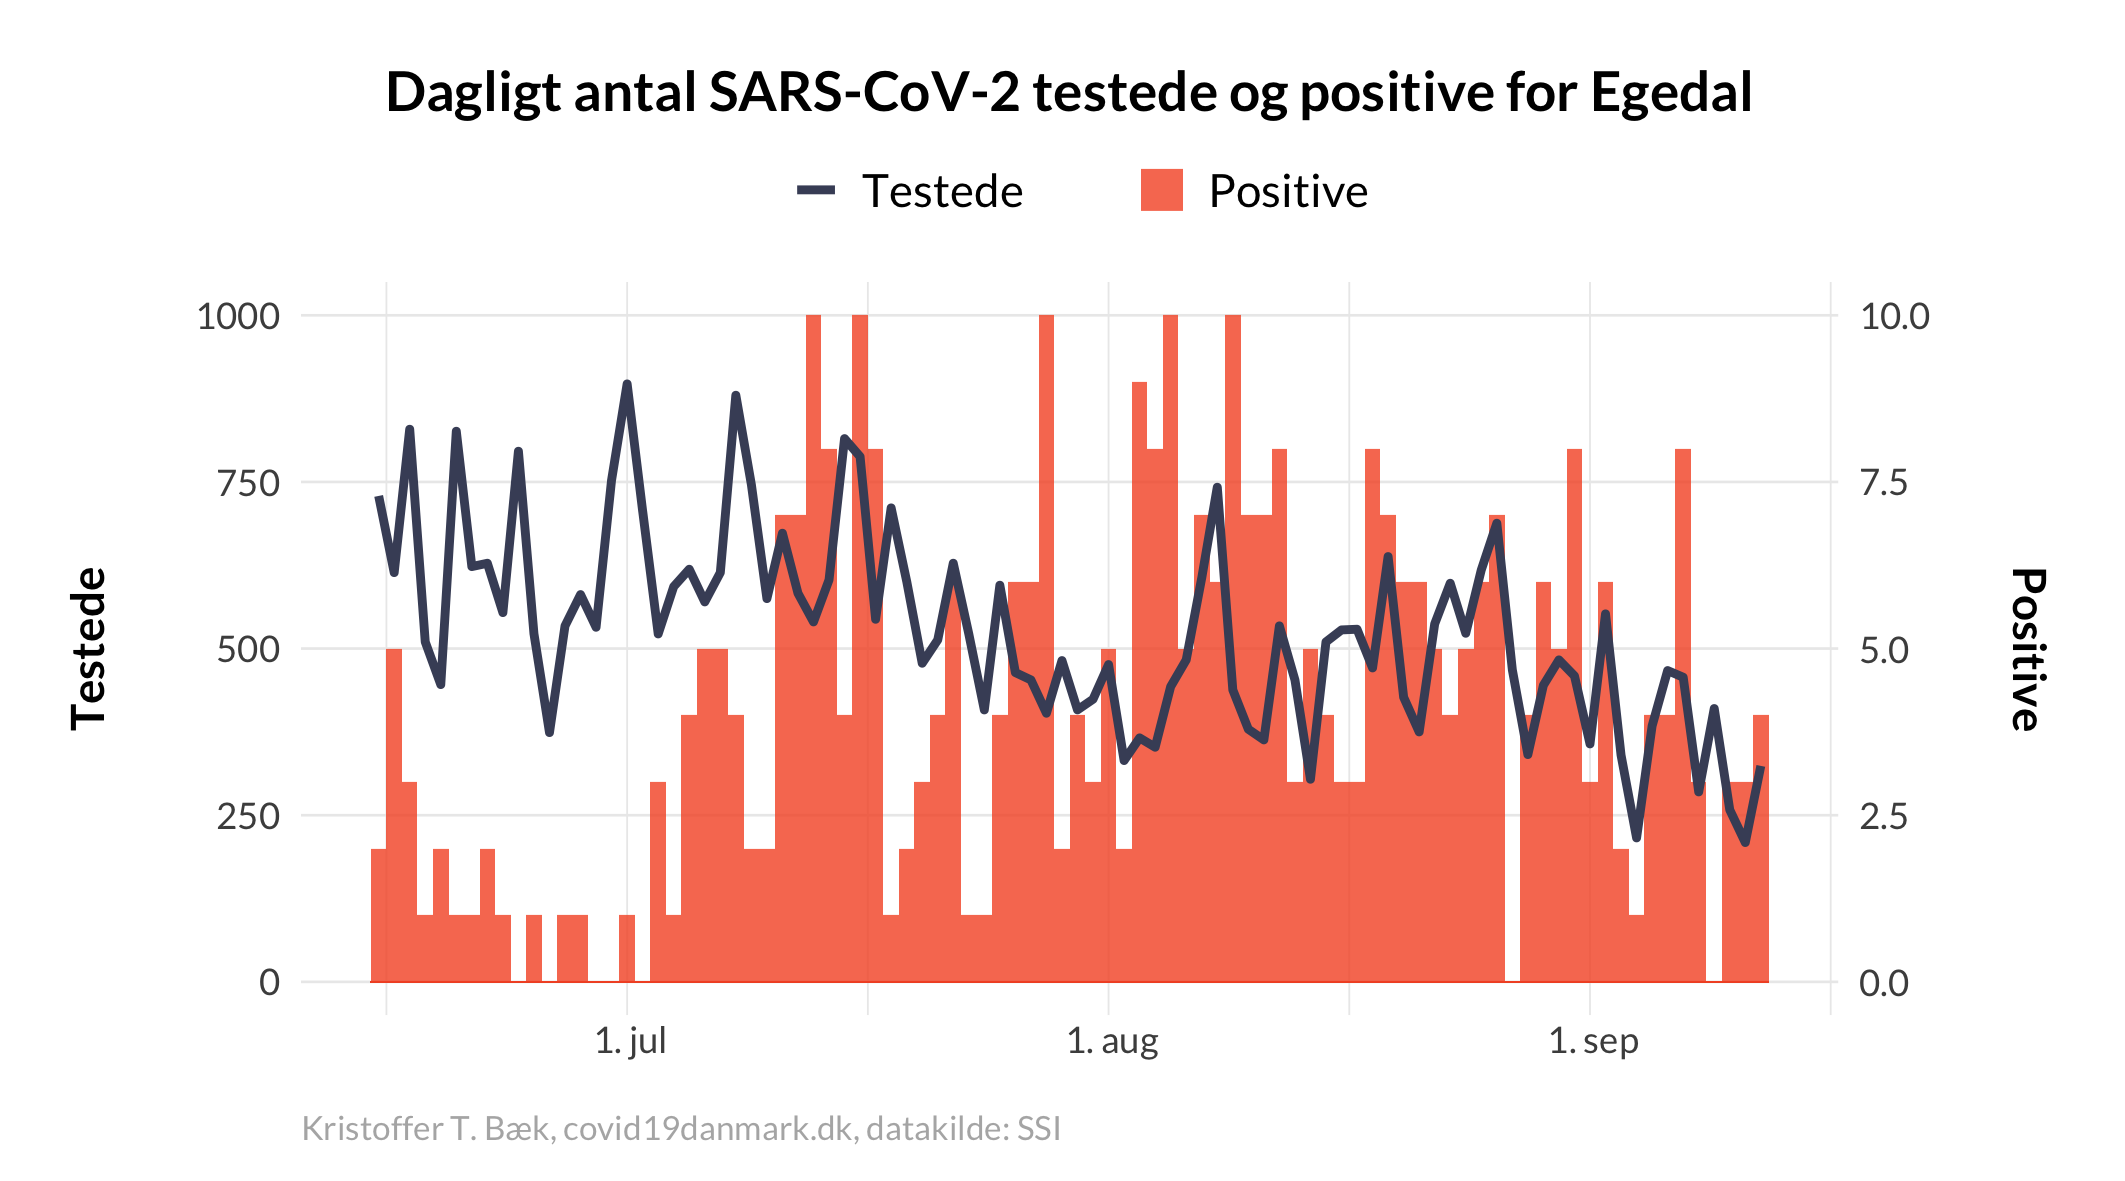 Dagligt antal SARS-CoV-2 testede og positive for Egedal
Testede
Positive
1000
750
500
250
0
Testede
10.0
7.5
5.0
2.5
0.0
Positive
1. jul
1. aug
1. sep
Kristoffer T. Bæk, covid19danmark.dk, datakilde: SSI